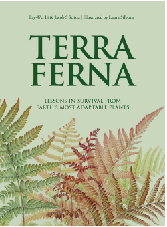 TERRA
FERNA
LESSONS IN SURVIVAL FROM
EARTH'S MOST ADAPTABLE PLANTS